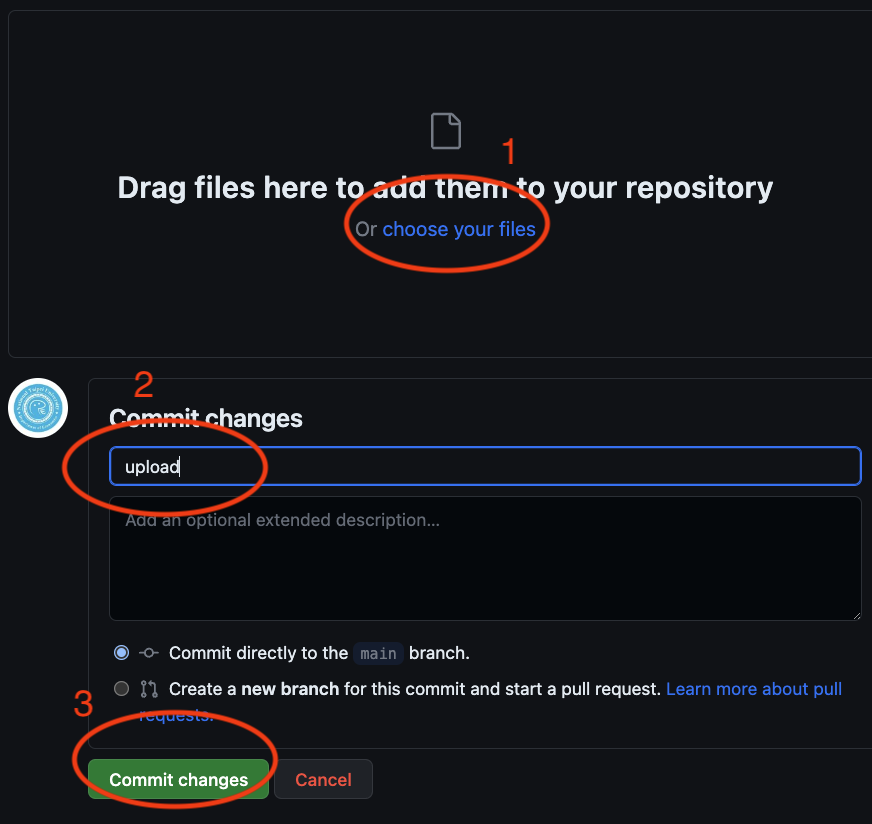 1
Drag files here to add them to your repository
Or choose your files
2
Commit changes
upload
Add an optional extended description...
Commit directly to the main branch.
3
Create a new branch for this commit and start a pull request. Learn more about pull
requests.
Commit changes
Cancel